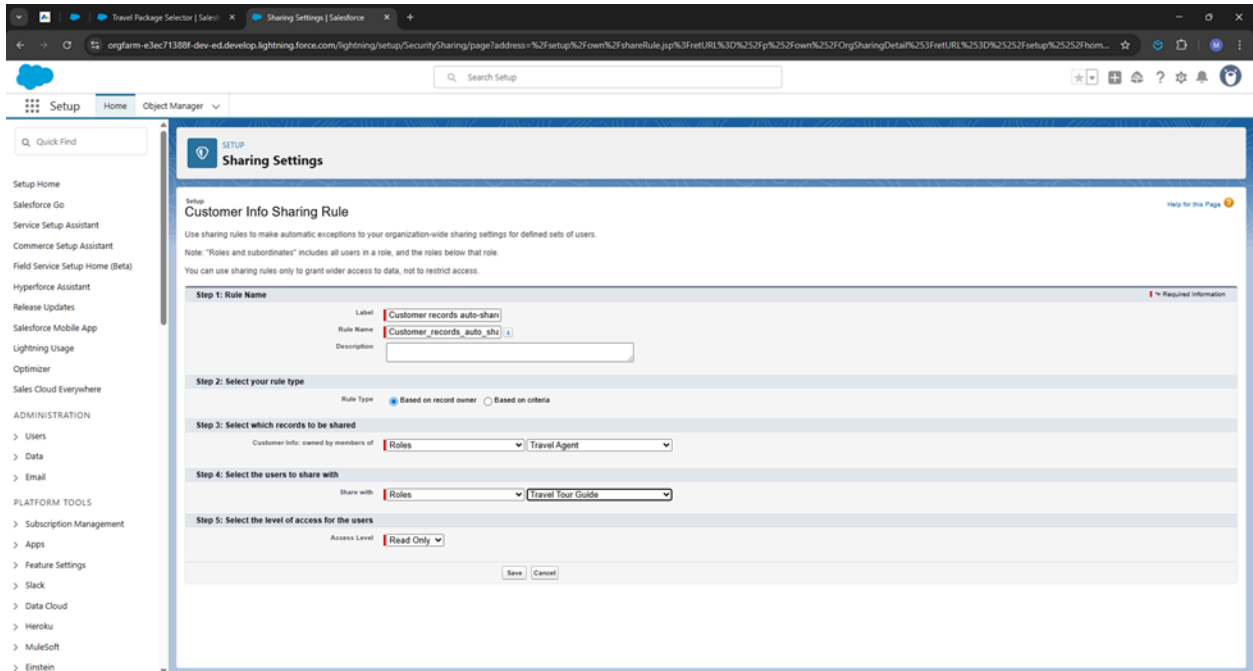 Travel Package Selector | Salesf
Sharing Settings | Salesforce
orgfarm-e3ec71388f-dev-ed.develop.lightning.force.com/lightning/setup/SecuritySharing/page?address=%2Fsetup%2Fown%2FshareRule.jsp%3FretURL%3D%252Fp%252Fown%252FOrgSharingDetail%253FretURL%253D%25252Fsetup%25252Fhom...
M
Search Setup
Setup
Home
Object Manager
Quick Find
Setup Home
Salesforce Go
Service Setup Assistant
Commerce Setup Assistant
Field Service Setup Home (Beta)
Hyperforce Assistant
Release Updates
Salesforce Mobile App
Lightning Usage
Optimizer
Sales Cloud Everywhere
ADMINISTRATION
Users
Data
Email
PLATFORM TOOLS
Subscription Management
Apps
Feature Settings
Slack
Data Cloud
Heroku
MuleSoft
Einstein
SETUP
Sharing Settings
Setup
Customer Info Sharing Rule
Help for this Page
Use sharing rules to make automatic exceptions to your organization-wide sharing settings for defined sets of users.
Note: "Roles and subordinates" includes all users in a role, and the roles below that role.
You can use sharing rules only to grant wider access to data, not to restrict access.
Step 1: Rule Name
= Required Information
Label Customer records auto-share
Rule Name Customer_records_auto_sha i
Description
Step 2: Select your rule type
Rule Type Based on record owner Based on criteria
Step 3: Select which records to be shared
Customer Info: owned by members of Roles Travel Agent
Step 4: Select the users to share with
Share with Roles Travel Tour Guide
Step 5: Select the level of access for the users
Access Level Read Only
Save Cancel